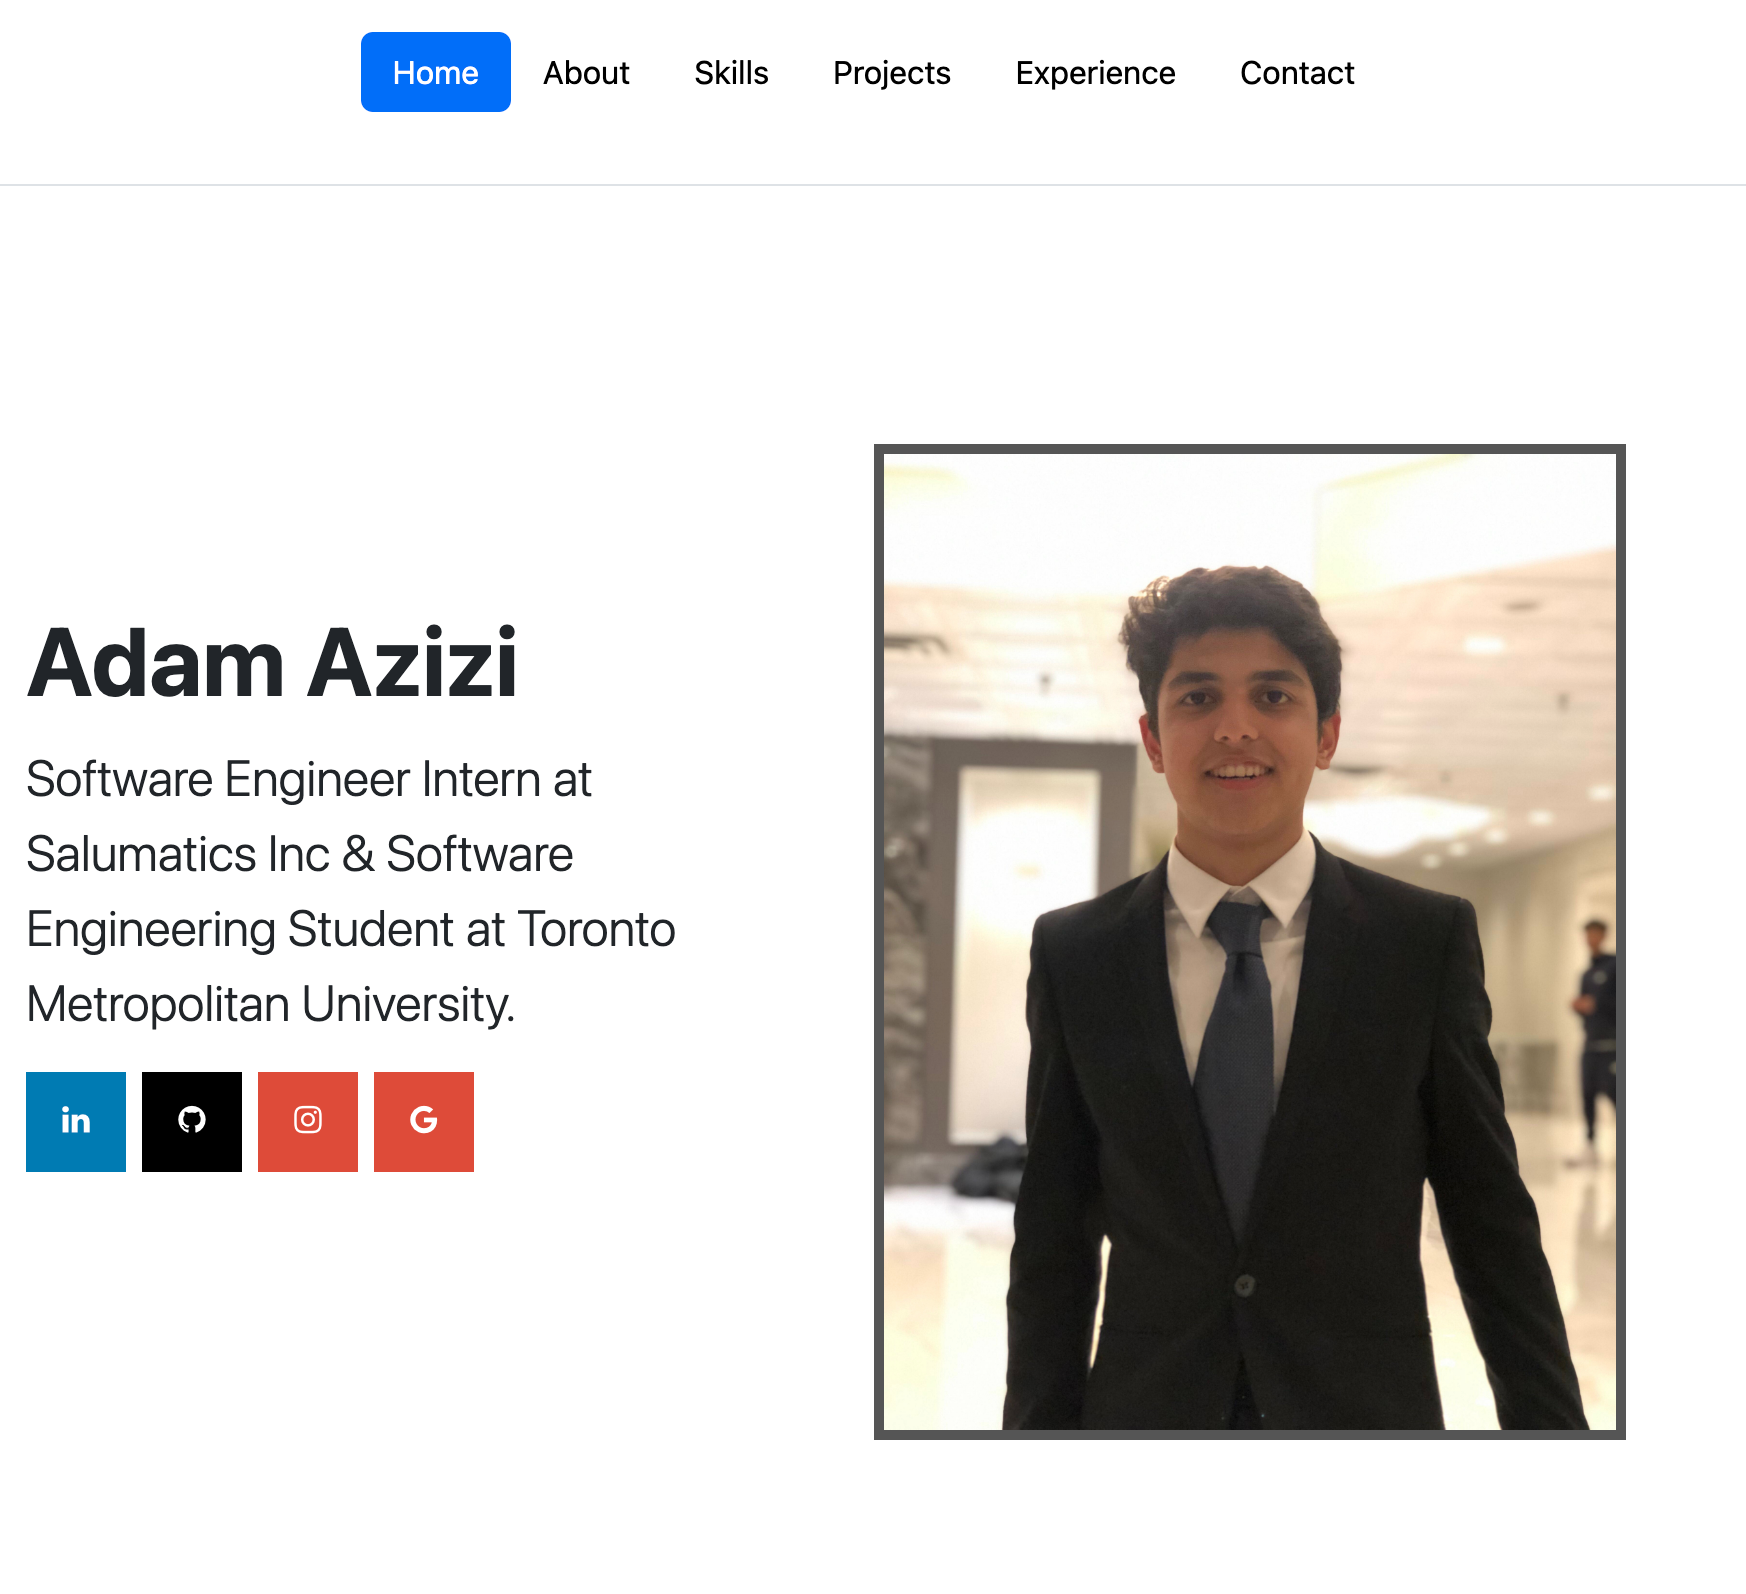 Home About Skills Projects Experience Contact
Adam Azizi
Software Engineer Intern at
Salumatics Inc & Software
Engineering Student at Toronto
Metropolitan University.
in G